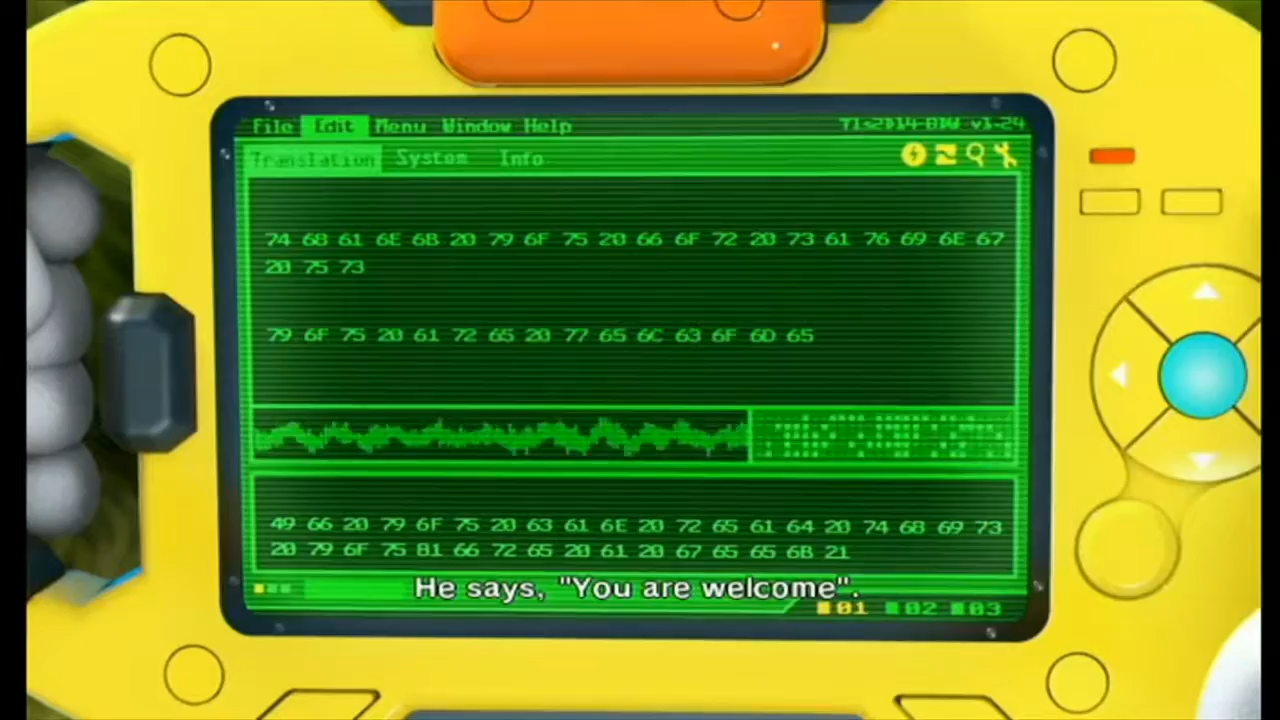 File Edit Menu Window Help
Translation System Info
74 68 61 6E 6B 20 79 6F 75 20 66 6F 72 20 73 61 76 69 6E 67
20 75 73
79 6F 75 20 61 72 65 20 77 65 6C 63 6F 6D 65
49 66 20 79 6F 75 20 63 61 6E 20 72 65 61 64 20 74 68 69 73
20 79 6F 75 81 66 72 65 20 61 20 67 65 65 6B 21
He says, "You are welcome".
01 02 03